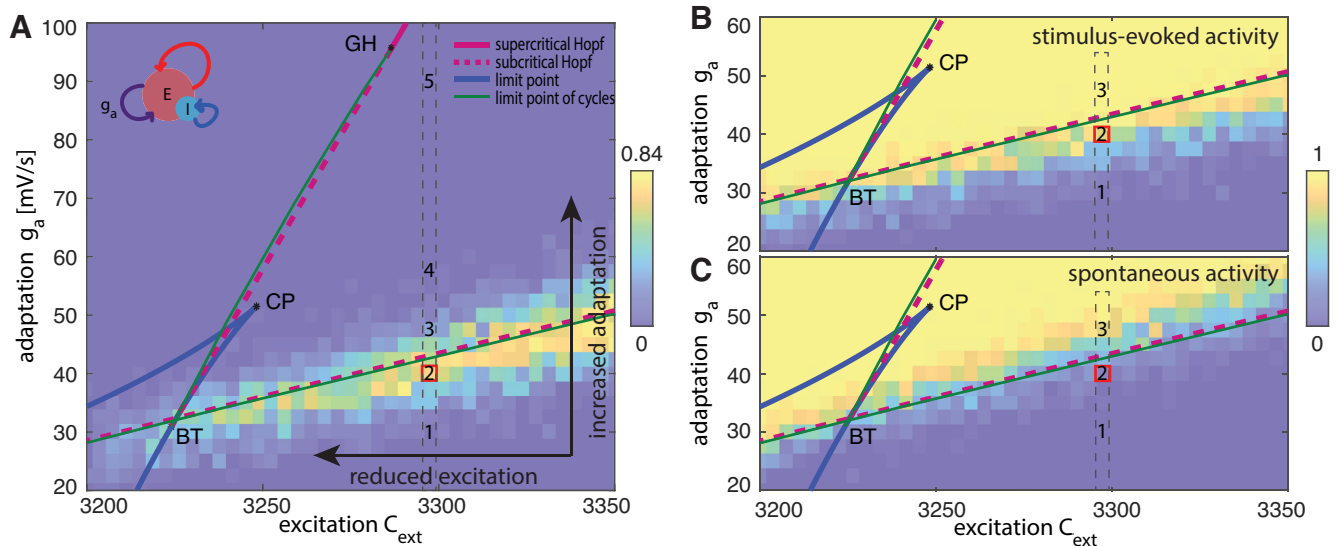 A
100
90
80
70
60
50
40
30
20
adaptation g_a [mV/s]
E
I
g_a
GH
supercritical Hopf
subcritical Hopf
limit point
limit point of cycles
CP
BT
5
4
3
2
1
increased adaptation
reduced excitation
0.84
0
3200
3250
3300
3350
excitation C_ext
B
stimulus-evoked activity
60
50
40
30
20
adaptation g_a
CP
BT
3
2
1
1
0
C
spontaneous activity
60
50
40
30
20
adaptation g_a
CP
BT
3
2
1
3200
3250
3300
3350
excitation C_ext